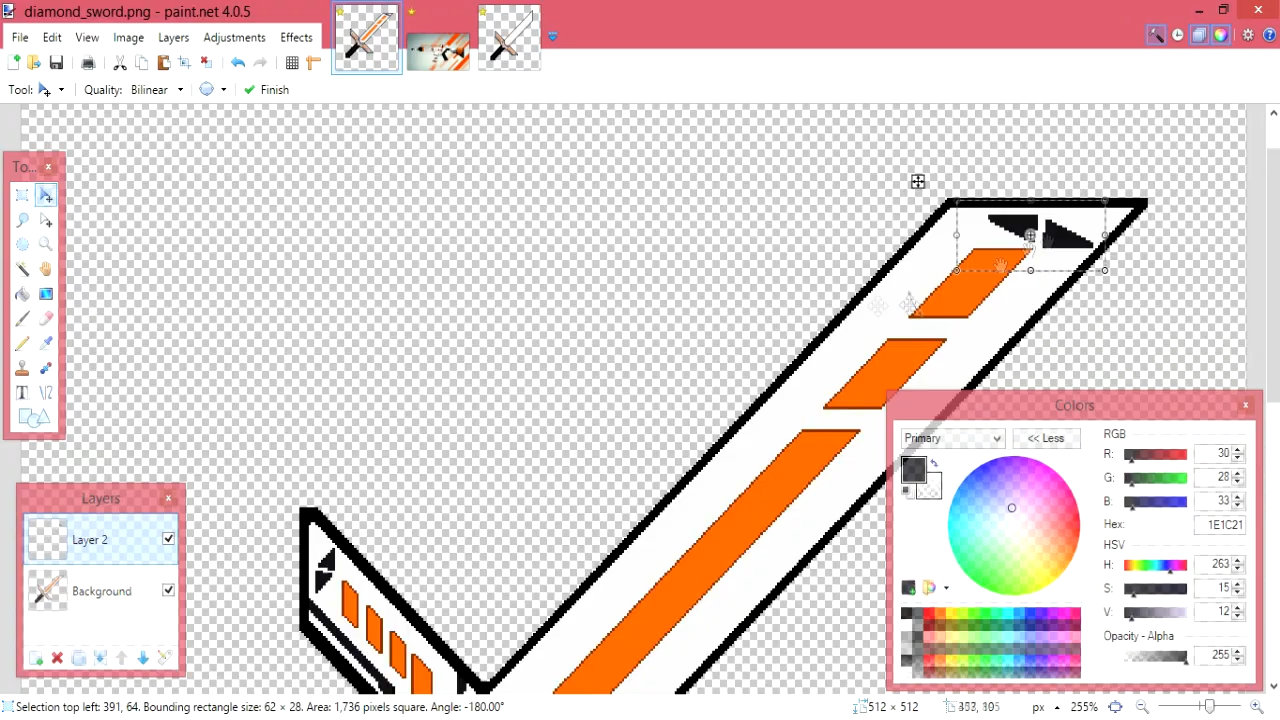 diamond_sword.png - paint.net 4.0.5
File Edit View Image Layers Adjustments Effects
Tool: Quality: Bilinear Finish
To...
Colors
Primary << Less
RGB
R: 30
G: 28
B: 33
Hex: 1E1C21
HSV
H: 263
S: 15
V: 12
Opacity - Alpha
255
Layers
Layer 2
Background
Selection top left: 391, 64. Bounding rectangle size: 62 × 28. Area: 1,736 pixels square. Angle: -180.00° 512 × 512 px 255%